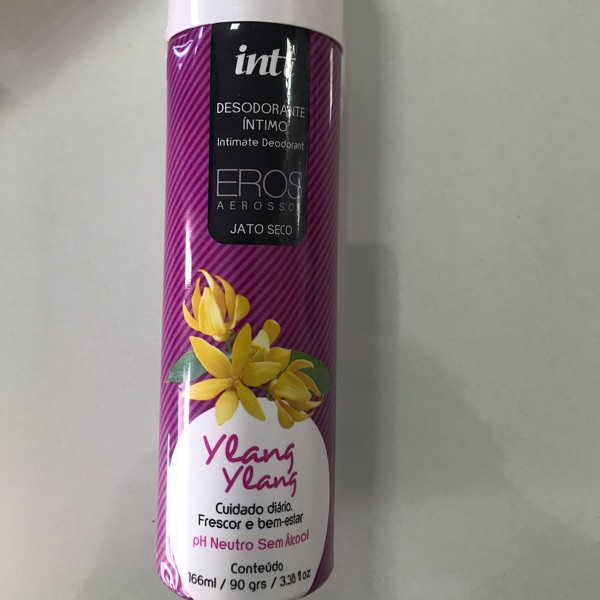 intt
DESODORANTE
ÍNTIMO
Intimate Deodorant
EROS
AEROSSOL
JATO SECO
Ylang
Ylang
Cuidado diário.
Frescor e bem-estar
pH Neutro Sem Álcool
Conteúdo
166ml / 90 grs / 3.38 fl oz